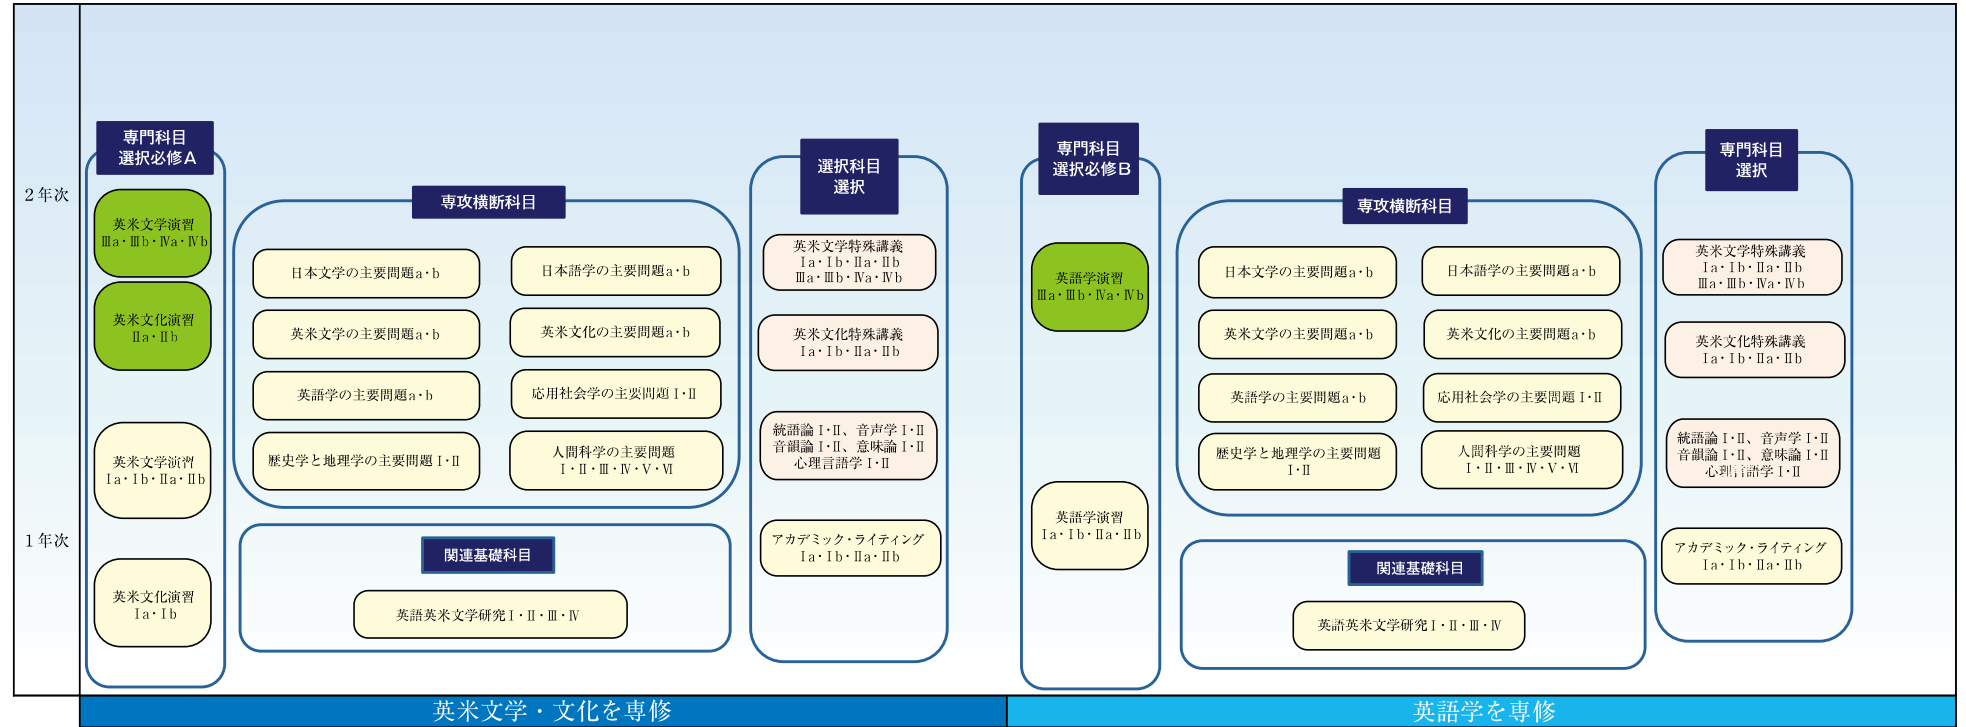 2年次
1年次
専門科目
選択必修A
英米文学演習
Ⅲa・Ⅲb・Ⅳa・Ⅳb
英米文化演習
Ⅱa・Ⅱb
英米文学演習
Ⅰa・Ⅰb・Ⅱa・Ⅱb
英米文化演習
Ⅰa・Ⅰb
専攻横断科目
日本文学の主要問題a・b
日本語学の主要問題a・b
英米文学の主要問題a・b
英米文化の主要問題a・b
英語学の主要問題a・b
応用社会学の主要問題Ⅰ・Ⅱ
歴史学と地理学の主要問題Ⅰ・Ⅱ
人間科学の主要問題
Ⅰ・Ⅱ・Ⅲ・Ⅳ・Ⅴ・Ⅵ
関連基礎科目
英語英米文学研究Ⅰ・Ⅱ・Ⅲ・Ⅳ
選択科目
選択
英米文学特殊講義
Ⅰa・Ⅰb・Ⅱa・Ⅱb
Ⅲa・Ⅲb・Ⅳa・Ⅳb
英米文化特殊講義
Ⅰa・Ⅰb・Ⅱa・Ⅱb
統語論Ⅰ・Ⅱ、音声学Ⅰ・Ⅱ
音韻論Ⅰ・Ⅱ、意味論Ⅰ・Ⅱ
心理言語学Ⅰ・Ⅱ
アカデミック・ライティング
Ⅰa・Ⅰb・Ⅱa・Ⅱb
専門科目
選択必修B
英語学演習
Ⅲa・Ⅲb・Ⅳa・Ⅳb
英語学演習
Ⅰa・Ⅰb・Ⅱa・Ⅱb
専攻横断科目
日本文学の主要問題a・b
日本語学の主要問題a・b
英米文学の主要問題a・b
英米文化の主要問題a・b
英語学の主要問題a・b
応用社会学の主要問題Ⅰ・Ⅱ
歴史学と地理学の主要問題
Ⅰ・Ⅱ
人間科学の主要問題
Ⅰ・Ⅱ・Ⅲ・Ⅳ・Ⅴ・Ⅵ
関連基礎科目
英語英米文学研究Ⅰ・Ⅱ・Ⅲ・Ⅳ
専門科目
選択
英米文学特殊講義
Ⅰa・Ⅰb・Ⅱa・Ⅱb
Ⅲa・Ⅲb・Ⅳa・Ⅳb
英米文化特殊講義
Ⅰa・Ⅰb・Ⅱa・Ⅱb
統語論Ⅰ・Ⅱ、音声学Ⅰ・Ⅱ
音韻論Ⅰ・Ⅱ、意味論Ⅰ・Ⅱ
心理言語学Ⅰ・Ⅱ
アカデミック・ライティング
Ⅰa・Ⅰb・Ⅱa・Ⅱb
英米文学・文化を専修
英語学を専修